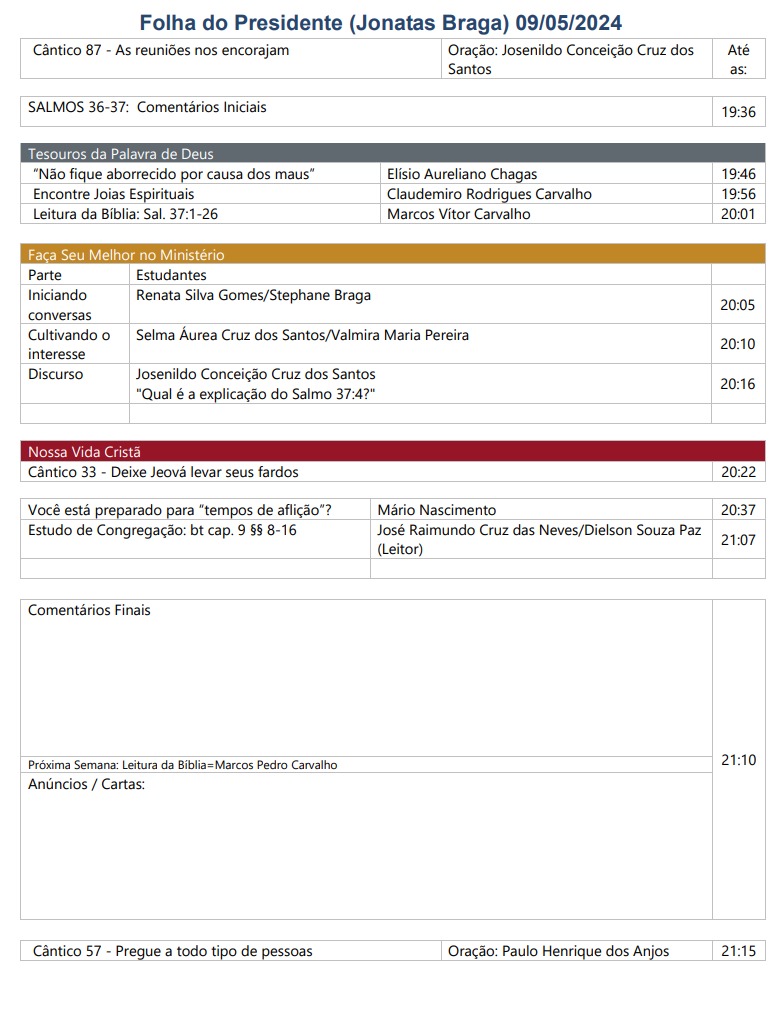 Folha do Presidente (Jonatas Braga) 09/05/2024
Cântico 87 - As reuniões nos encorajam
Oração: Josenildo Conceição Cruz dos
Santos
Até
as:
SALMOS 36-37: Comentários Iniciais
19:36
Tesouros da Palavra de Deus
“Não fique aborrecido por causa dos maus”
Elísio Aureliano Chagas
19:46
Encontre Joias Espirituais
Claudemiro Rodrigues Carvalho
19:56
Leitura da Bíblia: Sal. 37:1-26
Marcos Vítor Carvalho
20:01
Faça Seu Melhor no Ministério
Parte
Estudantes
Iniciando
conversas
Renata Silva Gomes/Stephane Braga
20:05
Cultivando o
interesse
Selma Áurea Cruz dos Santos/Valmira Maria Pereira
20:10
Discurso
Josenildo Conceição Cruz dos Santos
"Qual é a explicação do Salmo 37:4?"
20:16
Nossa Vida Cristã
Cântico 33 - Deixe Jeová levar seus fardos
20:22
Você está preparado para “tempos de aflição”?
Mário Nascimento
20:37
Estudo de Congregação: bt cap. 9 §§ 8-16
José Raimundo Cruz das Neves/Dielson Souza Paz
(Leitor)
21:07
Comentários Finais
Próxima Semana: Leitura da Bíblia=Marcos Pedro Carvalho
21:10
Anúncios / Cartas:
Cântico 57 - Pregue a todo tipo de pessoas
Oração: Paulo Henrique dos Anjos
21:15